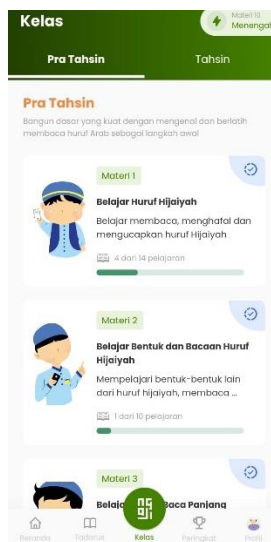 Kelas
Materi 10
Menengah
Pra Tahsin
Tahsin
Pra Tahsin
Bangun dasar yang kuat dengan mengenal dan berlatih
membaca huruf Arab sebagai langkah awal
Materi 1
Belajar Huruf Hijaiyah
Belajar membaca, menghafal dan
mengucapkan huruf Hijaiyah
4 dari 14 pelajaran
Materi 2
Belajar Bentuk dan Bacaan Huruf
Hijaiyah
Mempelajari bentuk-bentuk lain
dari huruf hijaiyah, membaca ...
1 dari 10 pelajaran
Materi 3
Baca Panjang
Beranda
Tadarus
Kelas
Peringkat
Profil